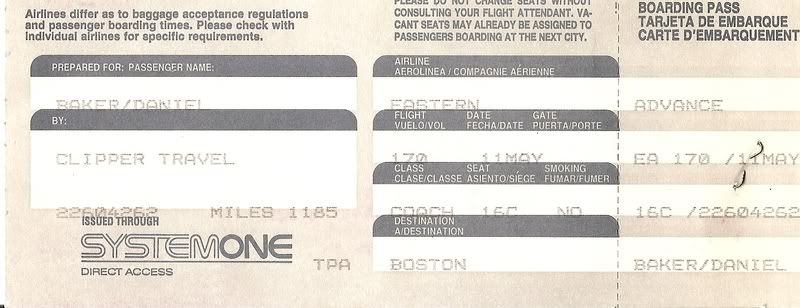 Airlines differ as to baggage acceptance regulations
and passenger boarding times. Please check with
individual airlines for specific requirements.
PREPARED FOR: PASSENGER NAME:
BAKER/DANIEL
BY:
CLIPPER TRAVEL
22604262 MILES 1185
ISSUED THROUGH
SYSTEMONE
DIRECT ACCESS
TPA
PLEASE DO NOT CHANGE SEATS WITHOUT
CONSULTING YOUR FLIGHT ATTENDANT. VA-
CANT SEATS MAY ALREADY BE ASSIGNED TO
PASSENGERS BOARDING AT THE NEXT CITY.
AIRLINE
AEROLINEA / COMPAGNIE AÉRIENNE
EASTERN
FLIGHT DATE GATE
VUELO/VOL FECHA/DATE PUERTA/PORTE
170 11MAY
CLASS SEAT SMOKING
CLASE/CLASSE ASIENTO/SIEGE FUMAR/FUMER
COACH 16C NO
DESTINATION
A/DESTINATION
BOSTON
BOARDING PASS
TARJETA DE EMBARQUE
CARTE D'EMBARQUEMENT
ADVANCE
EA 170 /11MAY
16C /22604262
BAKER/DANIEL